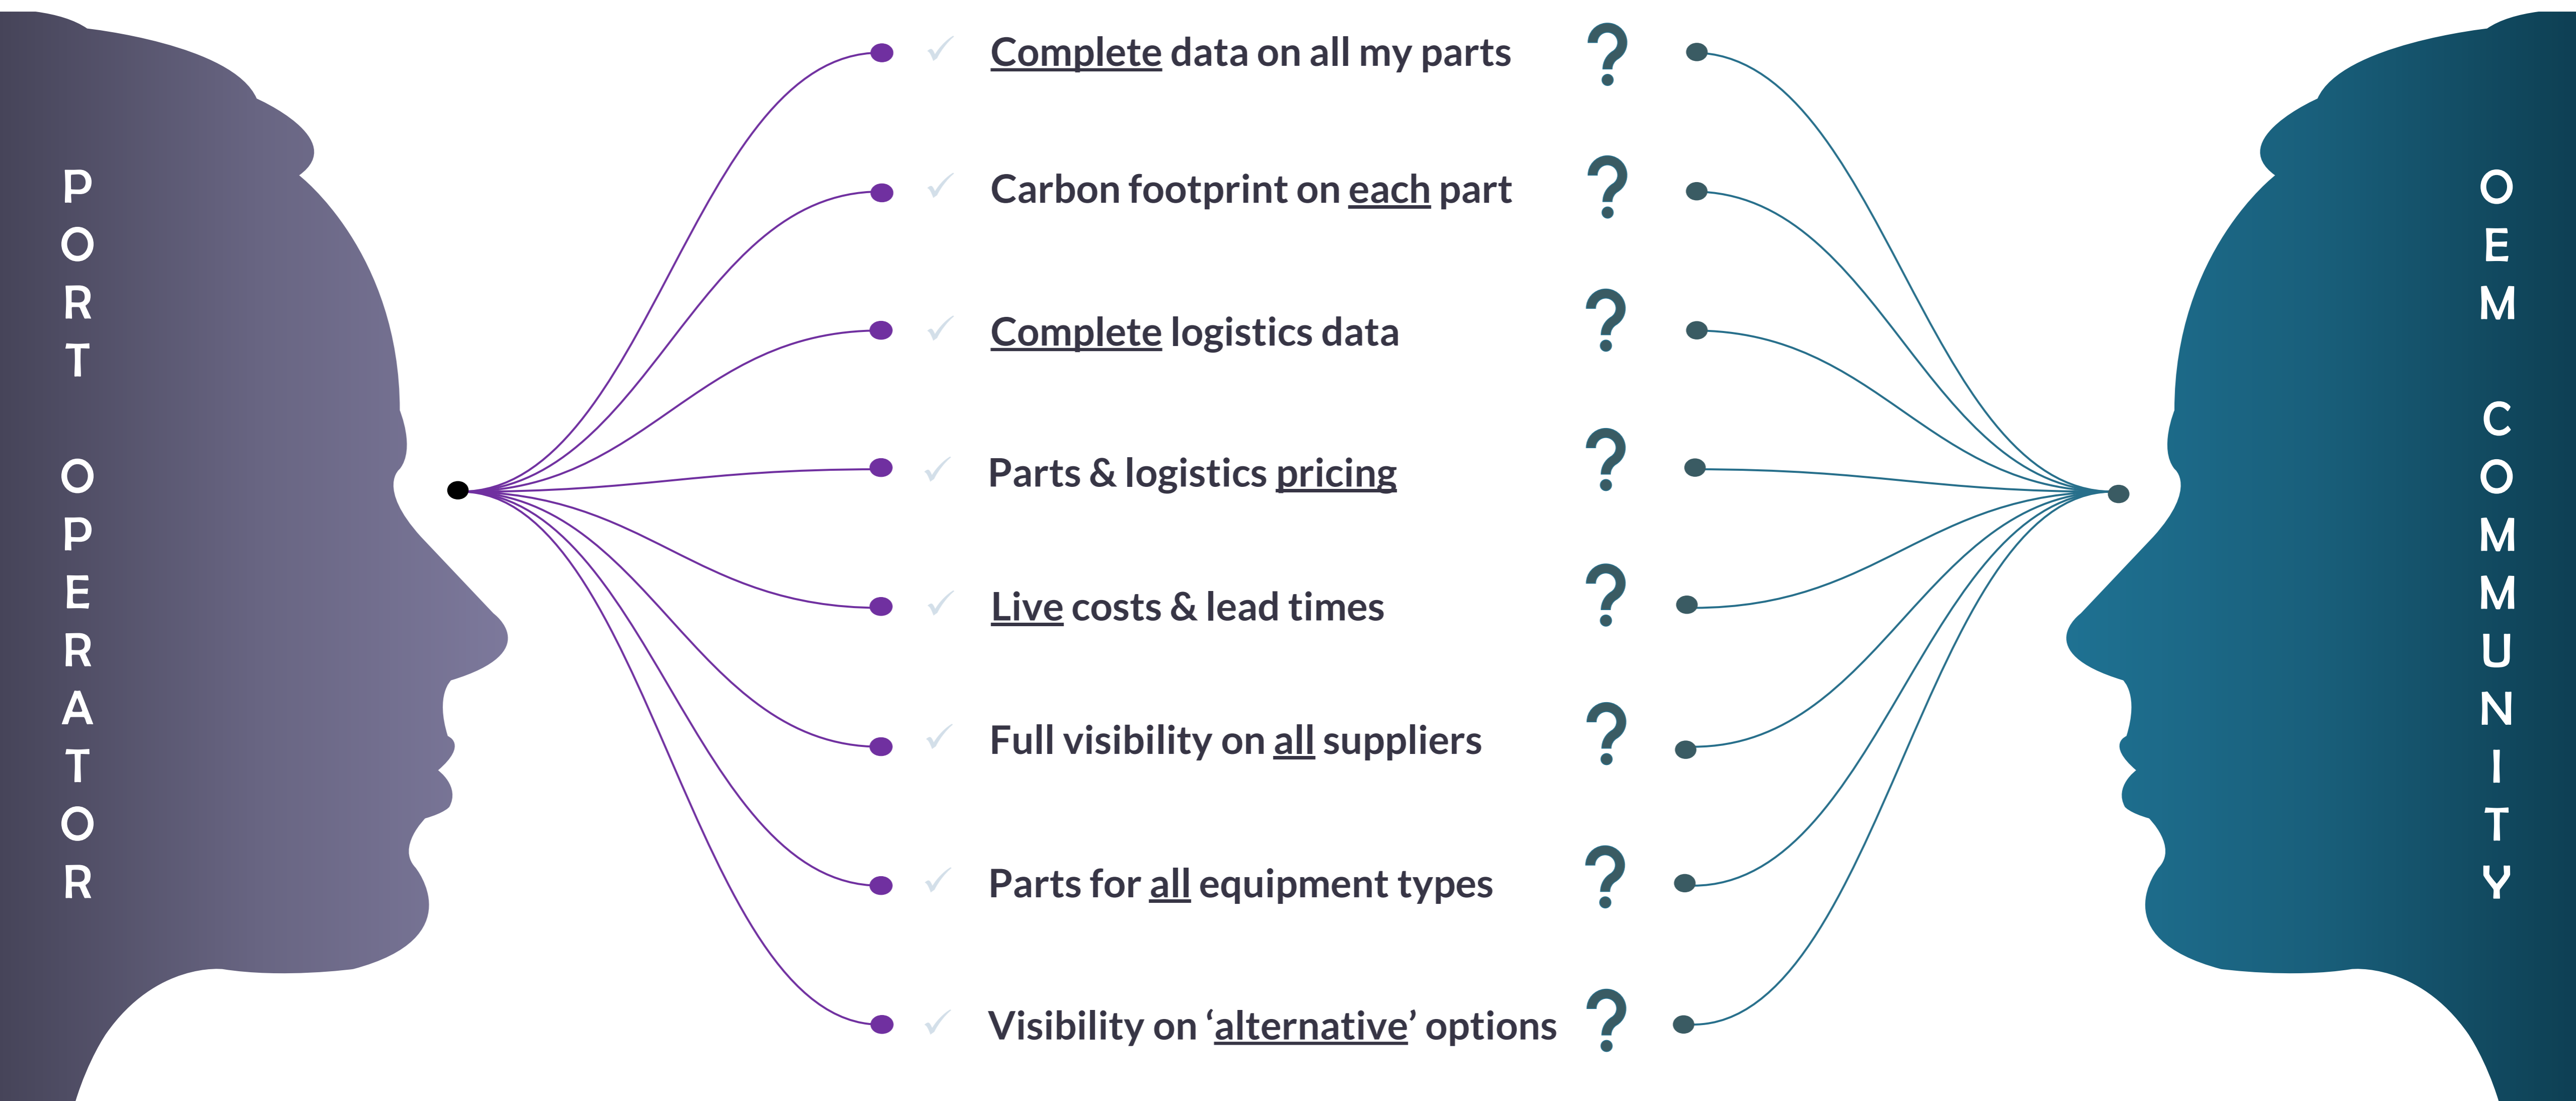 PORT OPERATOR
Complete data on all my parts ?
Carbon footprint on each part ?
Complete logistics data ?
Parts & logistics pricing ?
Live costs & lead times ?
Full visibility on all suppliers ?
Parts for all equipment types ?
Visibility on ‘alternative’ options ?
OEM COMMUNITY